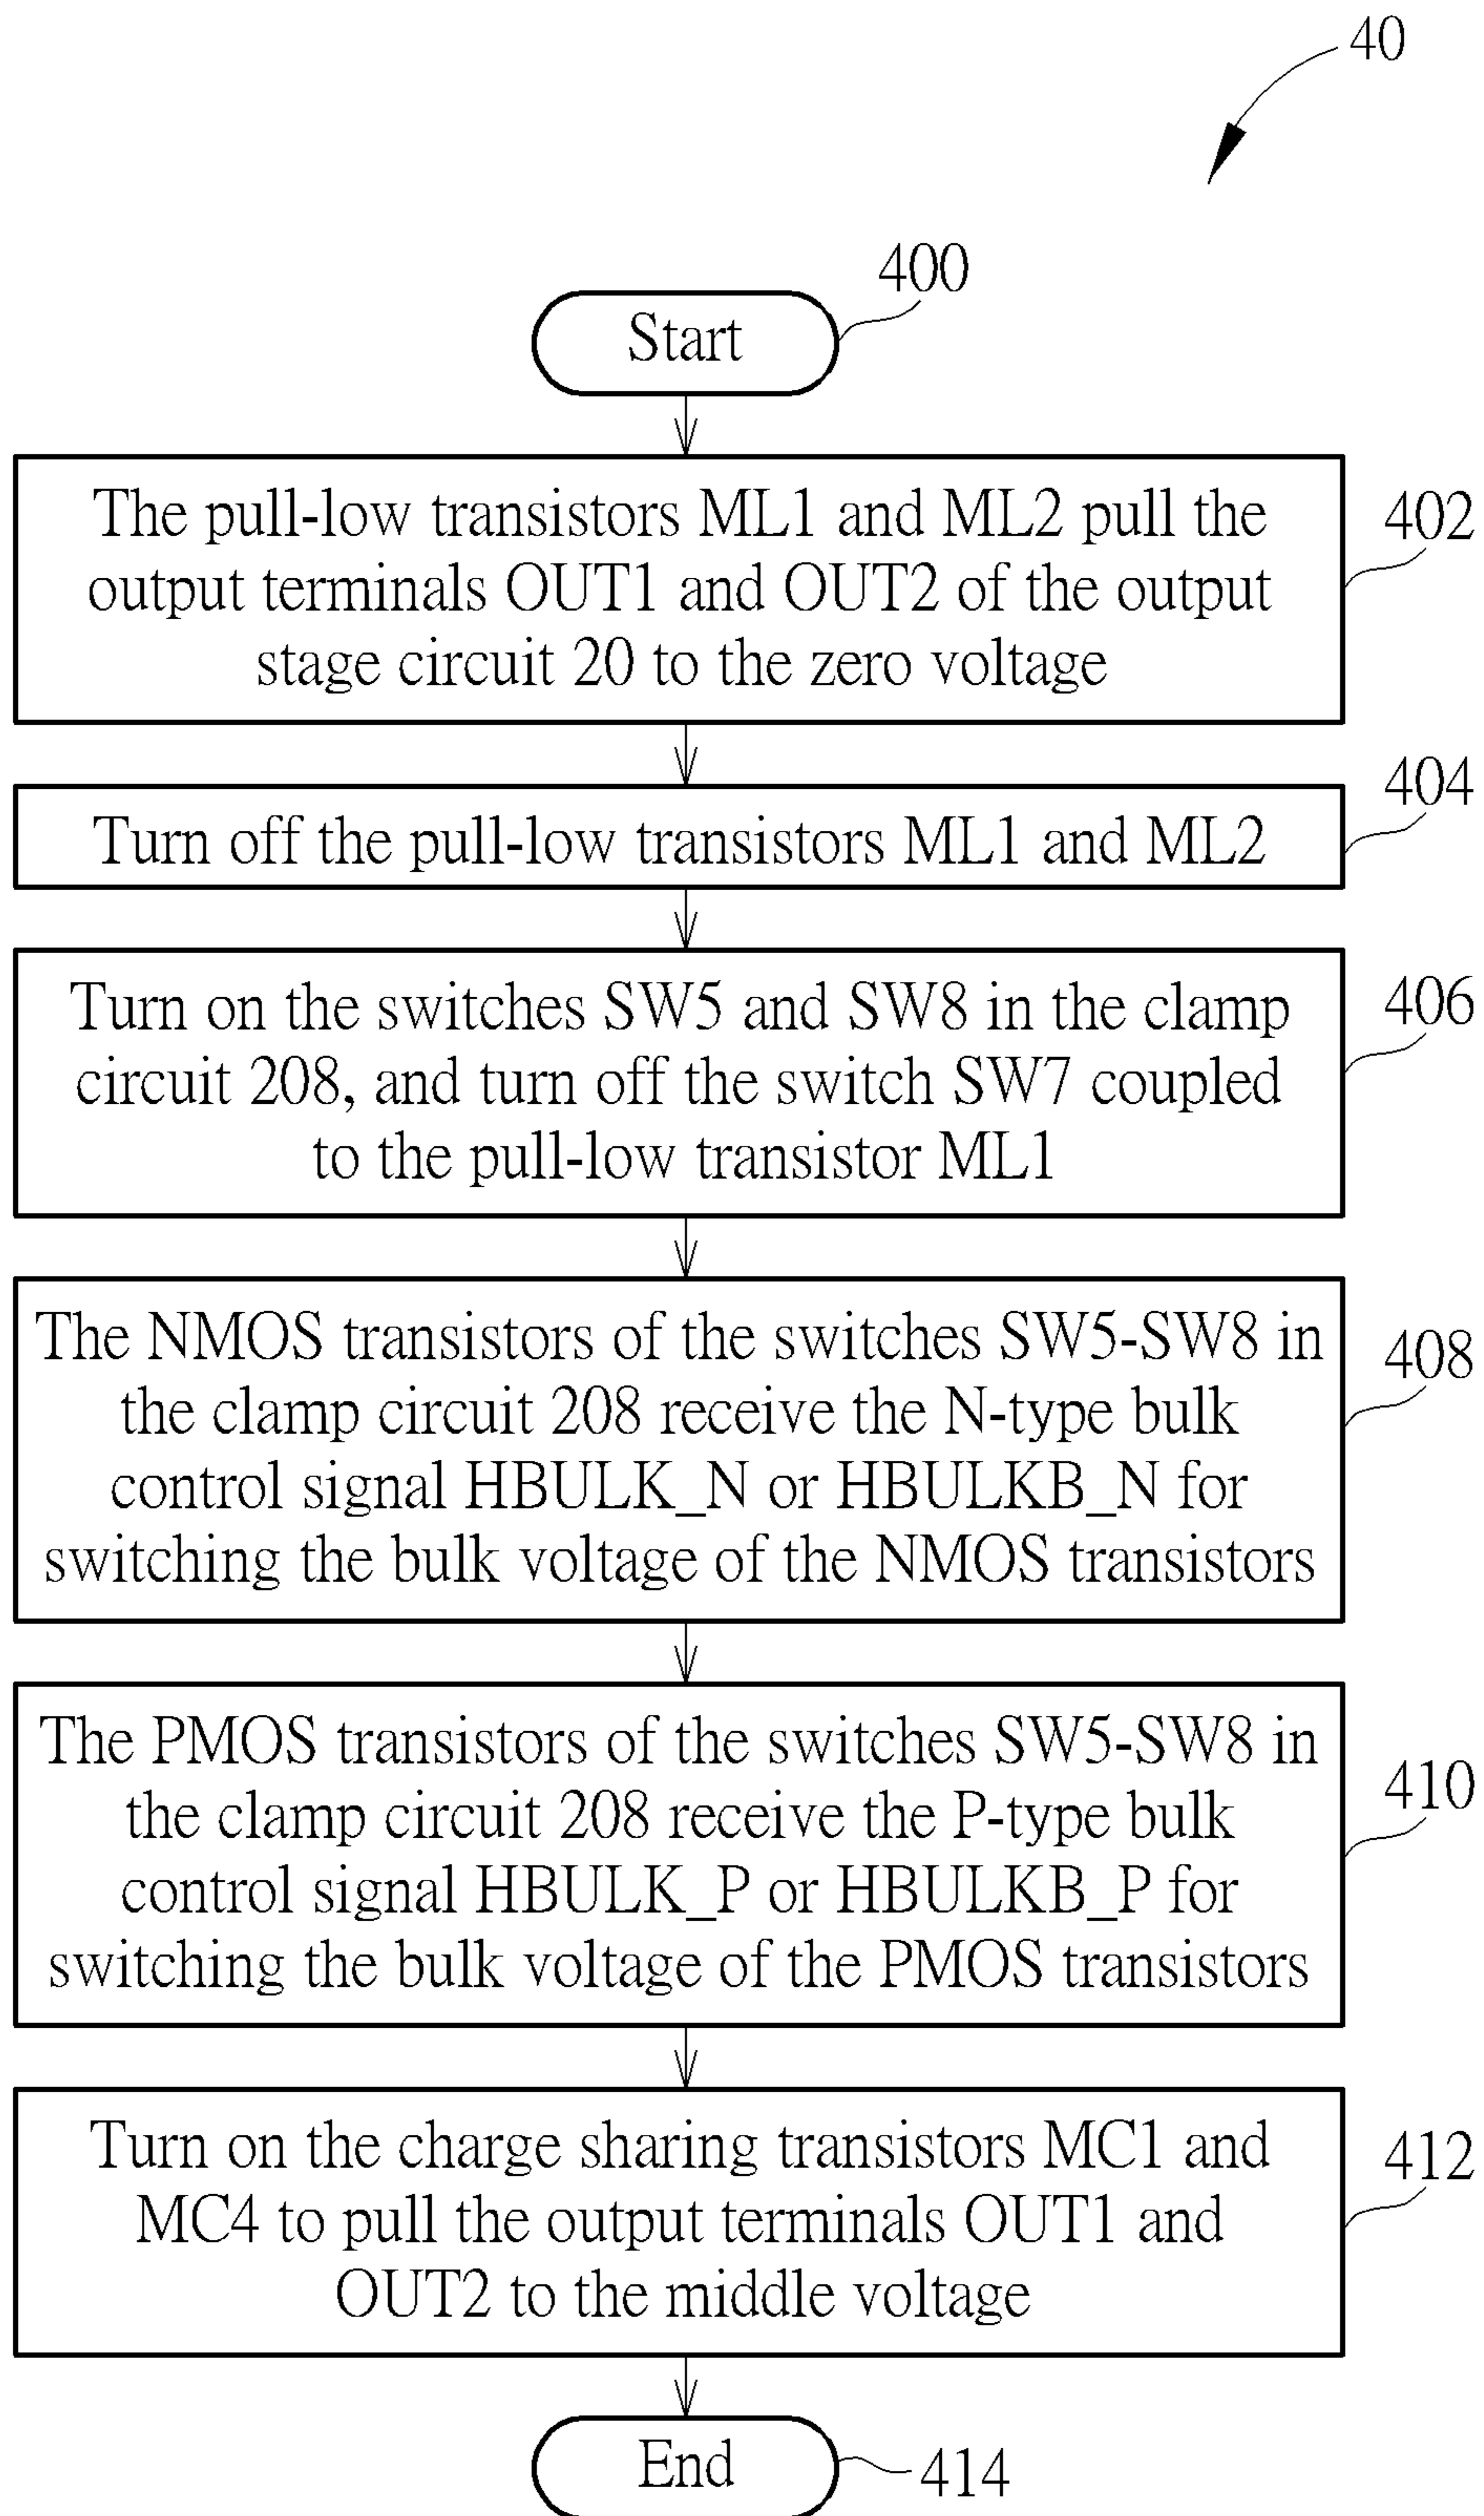 40
400
Start
The pull-low transistors ML1 and ML2 pull the
output terminals OUT1 and OUT2 of the output
stage circuit 20 to the zero voltage
402
Turn off the pull-low transistors ML1 and ML2
404
Turn on the switches SW5 and SW8 in the clamp
circuit 208, and turn off the switch SW7 coupled
to the pull-low transistor ML1
406
The NMOS transistors of the switches SW5-SW8 in
the clamp circuit 208 receive the N-type bulk
control signal HBULK_N or HBULKB_N for
switching the bulk voltage of the NMOS transistors
408
The PMOS transistors of the switches SW5-SW8 in
the clamp circuit 208 receive the P-type bulk
control signal HBULK_P or HBULKB_P for
switching the bulk voltage of the PMOS transistors
410
Turn on the charge sharing transistors MC1 and
MC4 to pull the output terminals OUT1 and
OUT2 to the middle voltage
412
End
414